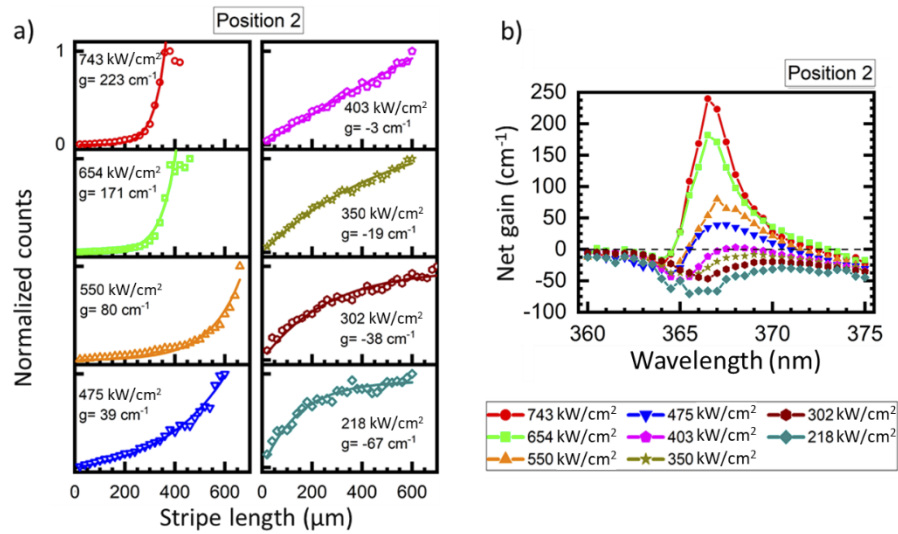 a)
Position 2
Normalized counts
1
0
743 kW/cm²
g= 223 cm⁻¹
654 kW/cm²
g= 171 cm⁻¹
550 kW/cm²
g= 80 cm⁻¹
475 kW/cm²
g= 39 cm⁻¹
403 kW/cm²
g= -3 cm⁻¹
350 kW/cm²
g= -19 cm⁻¹
302 kW/cm²
g= -38 cm⁻¹
218 kW/cm²
g= -67 cm⁻¹
0 200 400 600 0 200 400 600
Stripe length (µm)
b)
Position 2
Net gain (cm⁻¹)
250
200
150
100
50
0
-50
-100
360 365 370 375
Wavelength (nm)
743 kW/cm² 475 kW/cm² 302 kW/cm²
654 kW/cm² 403 kW/cm² 218 kW/cm²
550 kW/cm² 350 kW/cm²